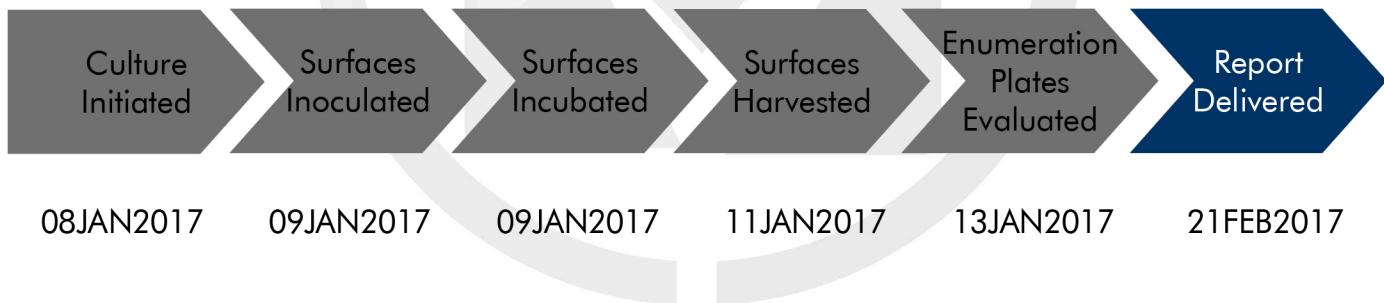 Culture
Initiated
Surfaces
Inoculated
Surfaces
Incubated
Surfaces
Harvested
Enumeration
Plates
Evaluated
Report
Delivered
08JAN2017
09JAN2017
09JAN2017
11JAN2017
13JAN2017
21FEB2017